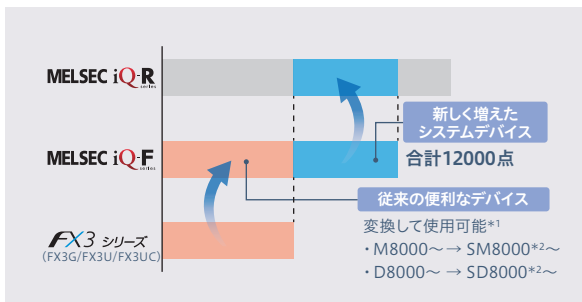 MELSEC iQ-R
series
新しく増えた
システムデバイス
MELSEC iQ-F
series
合計12000点
従来の便利なデバイス
変換して使用可能*1
FX3 シリーズ
(FX3G/FX3U/FX3UC)
・M8000～→ SM8000*2～
・D8000～→ SD8000*2～